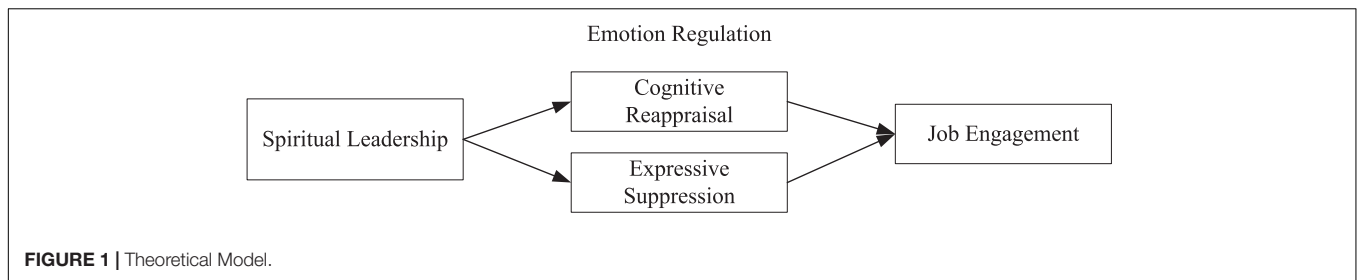 Emotion Regulation
Cognitive
Reappraisal
Spiritual Leadership
Job Engagement
Expressive
Suppression
FIGURE 1 | Theoretical Model.